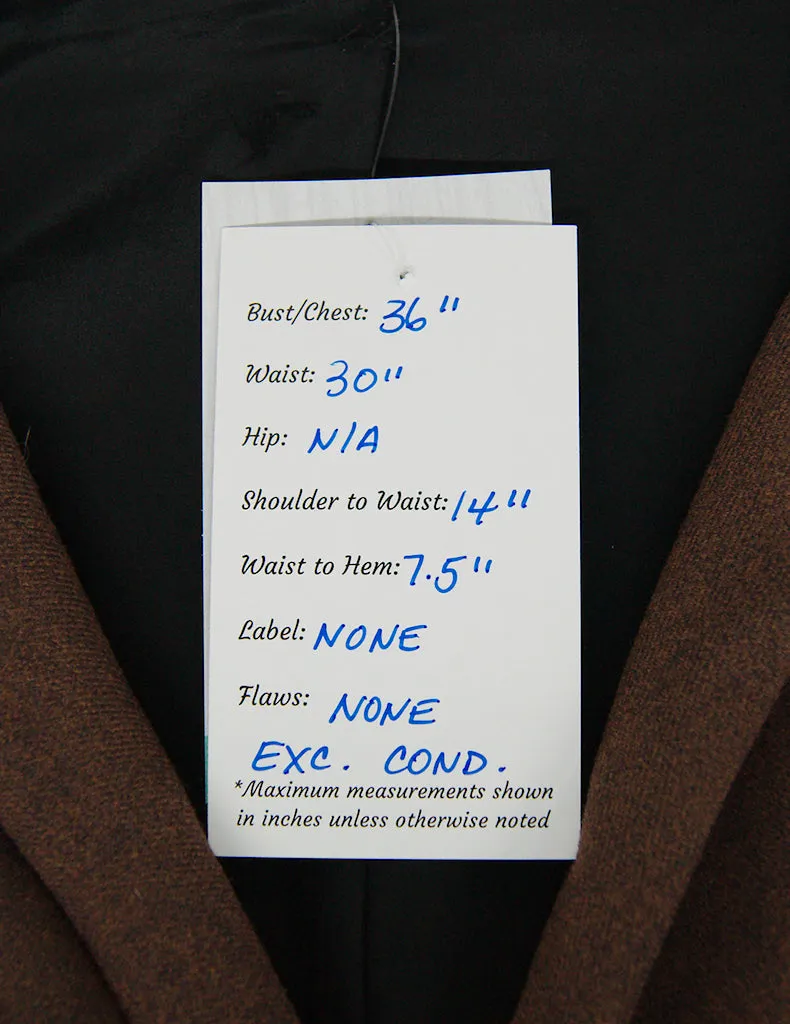 Bust/Chest: 36"
Waist: 30"
Hip: N/A
Shoulder to Waist: 14"
Waist to Hem: 7.5"
Label: NONE
Flaws: NONE
EXC. COND.
*Maximum measurements shown
in inches unless otherwise noted